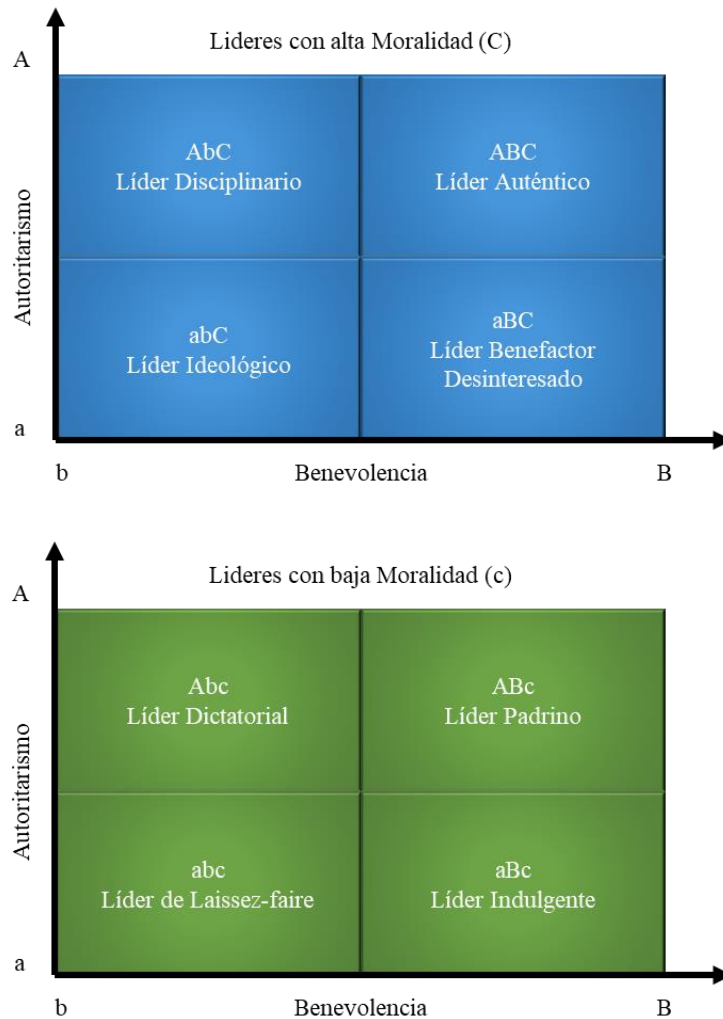 Lideres con alta Moralidad (C)
A
AbC
Líder Disciplinario
ABC
Líder Auténtico
Autoritarismo
abC
Líder Ideológico
aBC
Líder Benefactor
Desinteresado
a
b
Benevolencia
B
Lideres con baja Moralidad (c)
A
Abc
Líder Dictatorial
ABc
Líder Padrino
Autoritarismo
abc
Líder de Laissez-faire
aBc
Líder Indulgente
a
b
Benevolencia
B